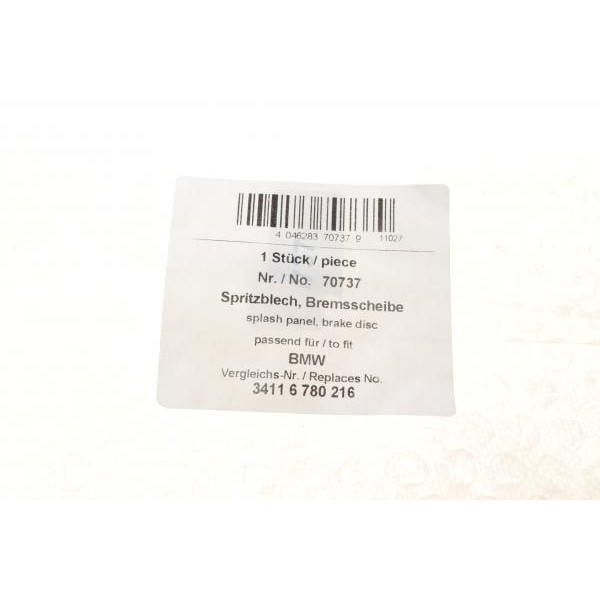 4 046283 70737 9 11027
1 Stück / piece
Nr. / No. 70737
Spritzblech, Bremsscheibe
splash panel, brake disc
passend für / to fit
BMW
Vergleichs-Nr. / Replaces No.
3411 6 780 216